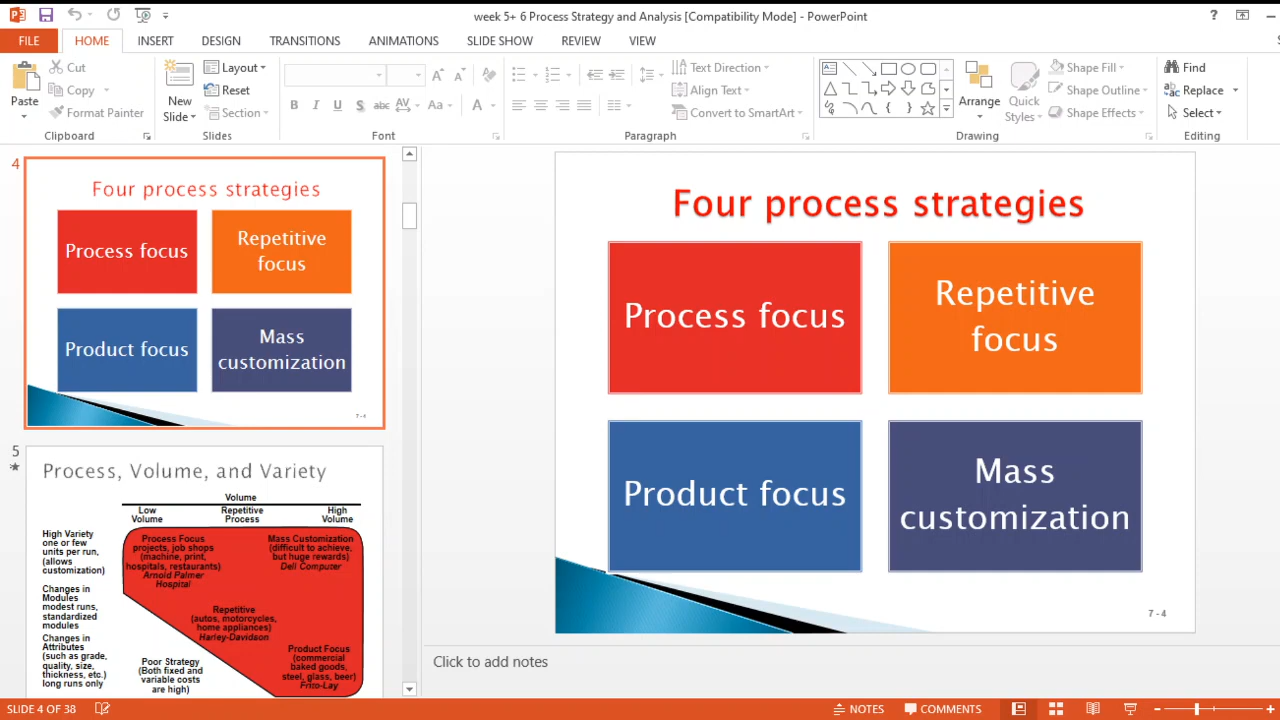 week 5+ 6 Process Strategy and Analysis [Compatibility Mode] - PowerPoint
?
FILE
HOME
INSERT
DESIGN
TRANSITIONS
ANIMATIONS
SLIDE SHOW
REVIEW
VIEW
Paste
Cut
Copy
Format Painter
Clipboard
New
Slide
Layout
Reset
Section
Slides
B I U S abc AV Aa A
Font
Paragraph
Text Direction
Align Text
Convert to SmartArt
Arrange
Quick
Styles
Shape Fill
Shape Outline
Shape Effects
Drawing
Find
Replace
Select
Editing
4
Four process strategies
Process focus
Repetitive
focus
Product focus
Mass
customization
7 - 4
5
Process, Volume, and Variety
Volume
Low
Volume
Repetitive
Process
High
Volume
High Variety
one or few
units per run,
(allows
customization)
Changes in
Modules
modest runs,
standardized
modules
Changes in
Attributes
(such as grade,
quality, size,
thickness, etc.)
long runs only
Process Focus
projects, job shops
(machine, print,
hospitals, restaurants)
Arnold Palmer
Hospital
Mass Customization
(difficult to achieve,
but huge rewards)
Dell Computer
Repetitive
(autos, motorcycles,
home appliances)
Harley-Davidson
Product Focus
(commercial
baked goods,
steel, glass, beer)
Frito-Lay
Poor Strategy
(Both fixed and
variable costs
are high)
Four process strategies
Process focus
Repetitive
focus
Product focus
Mass
customization
7 - 4
Click to add notes
SLIDE 4 OF 38
NOTES
COMMENTS